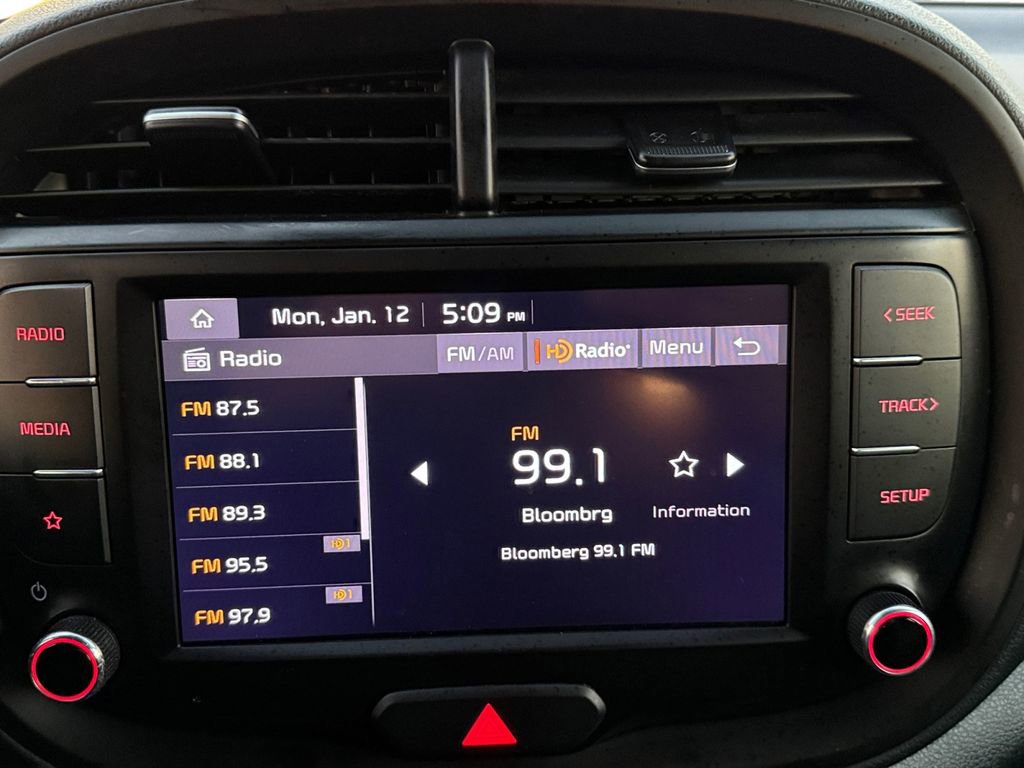 Mon, Jan. 12 5:09 PM
Radio FM/AM HD Radio Menu
RADIO
MEDIA
FM 87.5
FM 88.1
FM 89.3
HD1
FM 95.5
HD1
FM 97.9
FM
99.1
Bloombrg
Information
Bloomberg 99.1 FM
< SEEK
TRACK >
SETUP